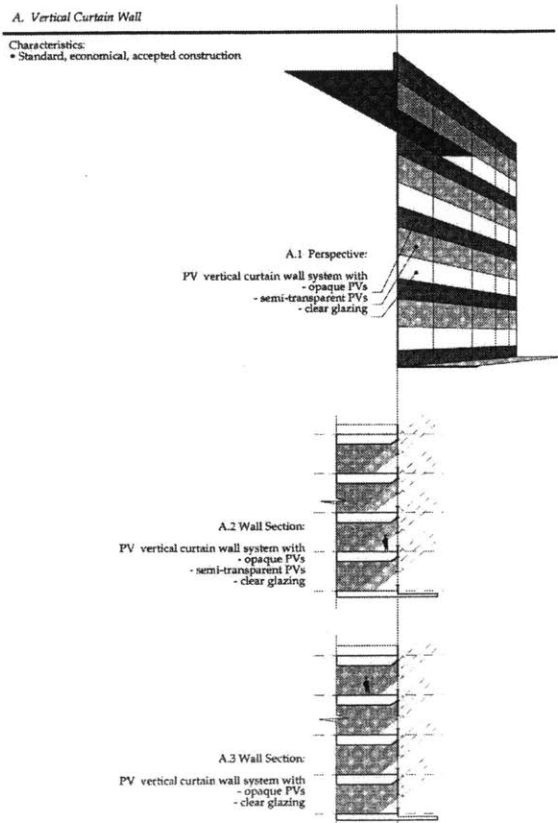 A. Vertical Curtain Wall
Characteristics:
• Standard, economical, accepted construction
A.1 Perspective:
PV vertical curtain wall system with
- opaque PVs
- semi-transparent PVs
- clear glazing
A.2 Wall Section:
PV vertical curtain wall system with
- opaque PVs
- semi-transparent PVs
- clear glazing
A.3 Wall Section:
PV vertical curtain wall system with
- opaque PVs
- clear glazing